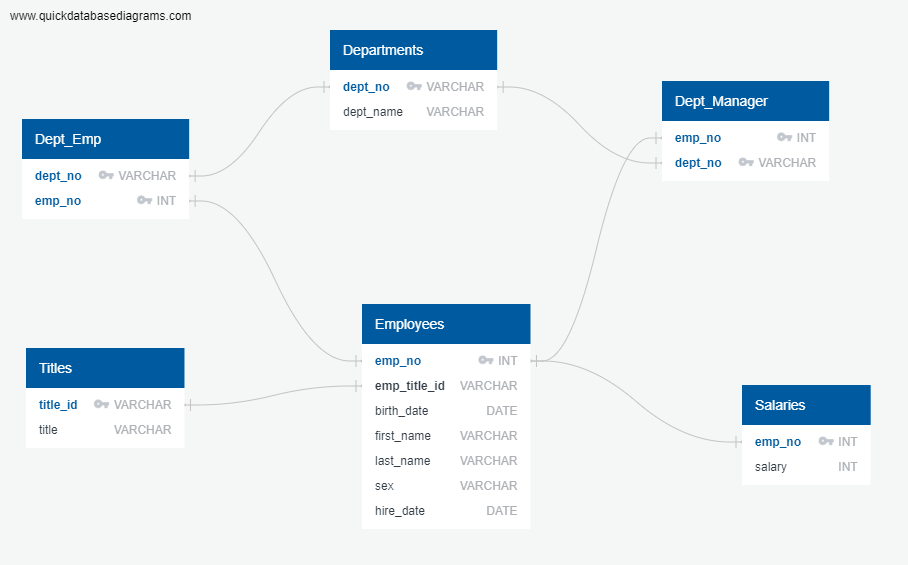 www.quickdatabasediagrams.com
Departments
dept_no VARCHAR
dept_name VARCHAR
Dept_Manager
emp_no INT
dept_no VARCHAR
Dept_Emp
dept_no VARCHAR
emp_no INT
Employees
emp_no INT
emp_title_id VARCHAR
birth_date DATE
first_name VARCHAR
last_name VARCHAR
sex VARCHAR
hire_date DATE
Titles
title_id VARCHAR
title VARCHAR
Salaries
emp_no INT
salary INT